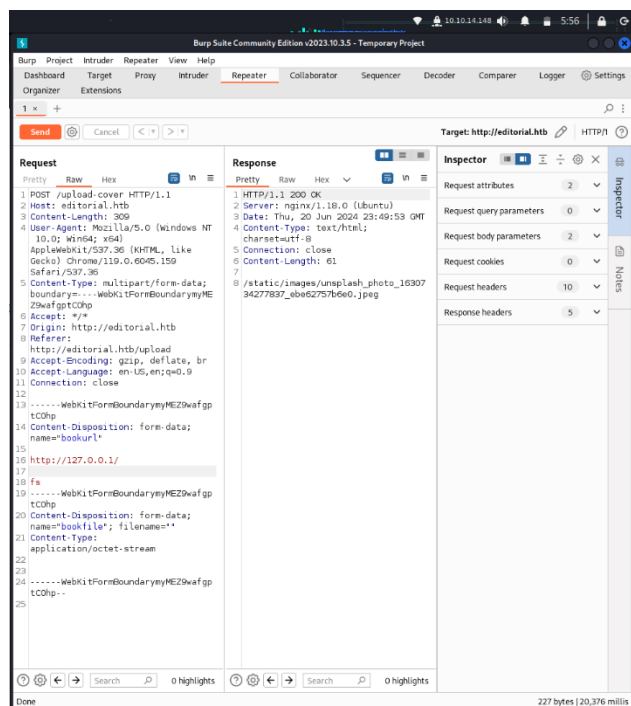 10.10.14.148 5:56
Burp Suite Community Edition v2023.10.3.5 - Temporary Project
Burp Project Intruder Repeater View Help
Dashboard Target Proxy Intruder Repeater Collaborator Sequencer Decoder Comparer Logger Settings
Organizer Extensions
1 × +
Send Cancel < > Target: http://editorial.htb HTTP/1
Request
Pretty Raw Hex \n
1 POST /upload-cover HTTP/1.1
2 Host: editorial.htb
3 Content-Length: 309
4 User-Agent: Mozilla/5.0 (Windows NT
10.0; Win64; x64)
AppleWebKit/537.36 (KHTML, like
Gecko) Chrome/119.0.6045.159
Safari/537.36
5 Content-Type: multipart/form-data;
boundary=----WebKitFormBoundarymyME
Z9wafgptCOhp
6 Accept: */*
7 Origin: http://editorial.htb
8 Referer:
http://editorial.htb/upload
9 Accept-Encoding: gzip, deflate, br
10 Accept-Language: en-US,en;q=0.9
11 Connection: close
12
13 ------WebKitFormBoundarymyMEZ9wafgp
tCOhp
14 Content-Disposition: form-data;
name="bookurl"
15
16 http://127.0.0.1/
17
18 fs
19 ------WebKitFormBoundarymyMEZ9wafgp
tCOhp
20 Content-Disposition: form-data;
name="bookfile"; filename=""
21 Content-Type:
application/octet-stream
22
23
24 ------WebKitFormBoundarymyMEZ9wafgp
tCOhp--
25
Search 0 highlights
Response
Pretty Raw Hex \n
1 HTTP/1.1 200 OK
2 Server: nginx/1.18.0 (Ubuntu)
3 Date: Thu, 20 Jun 2024 23:49:53 GMT
4 Content-Type: text/html;
charset=utf-8
5 Connection: close
6 Content-Length: 61
7
8 /static/images/unsplash_photo_16307
34277837_ebe62757b6e0.jpeg
Search 0 highlights
Inspector
Request attributes 2
Request query parameters 0
Request body parameters 2
Request cookies 0
Request headers 10
Response headers 5
Inspector
Notes
Done 227 bytes | 20,376 millis